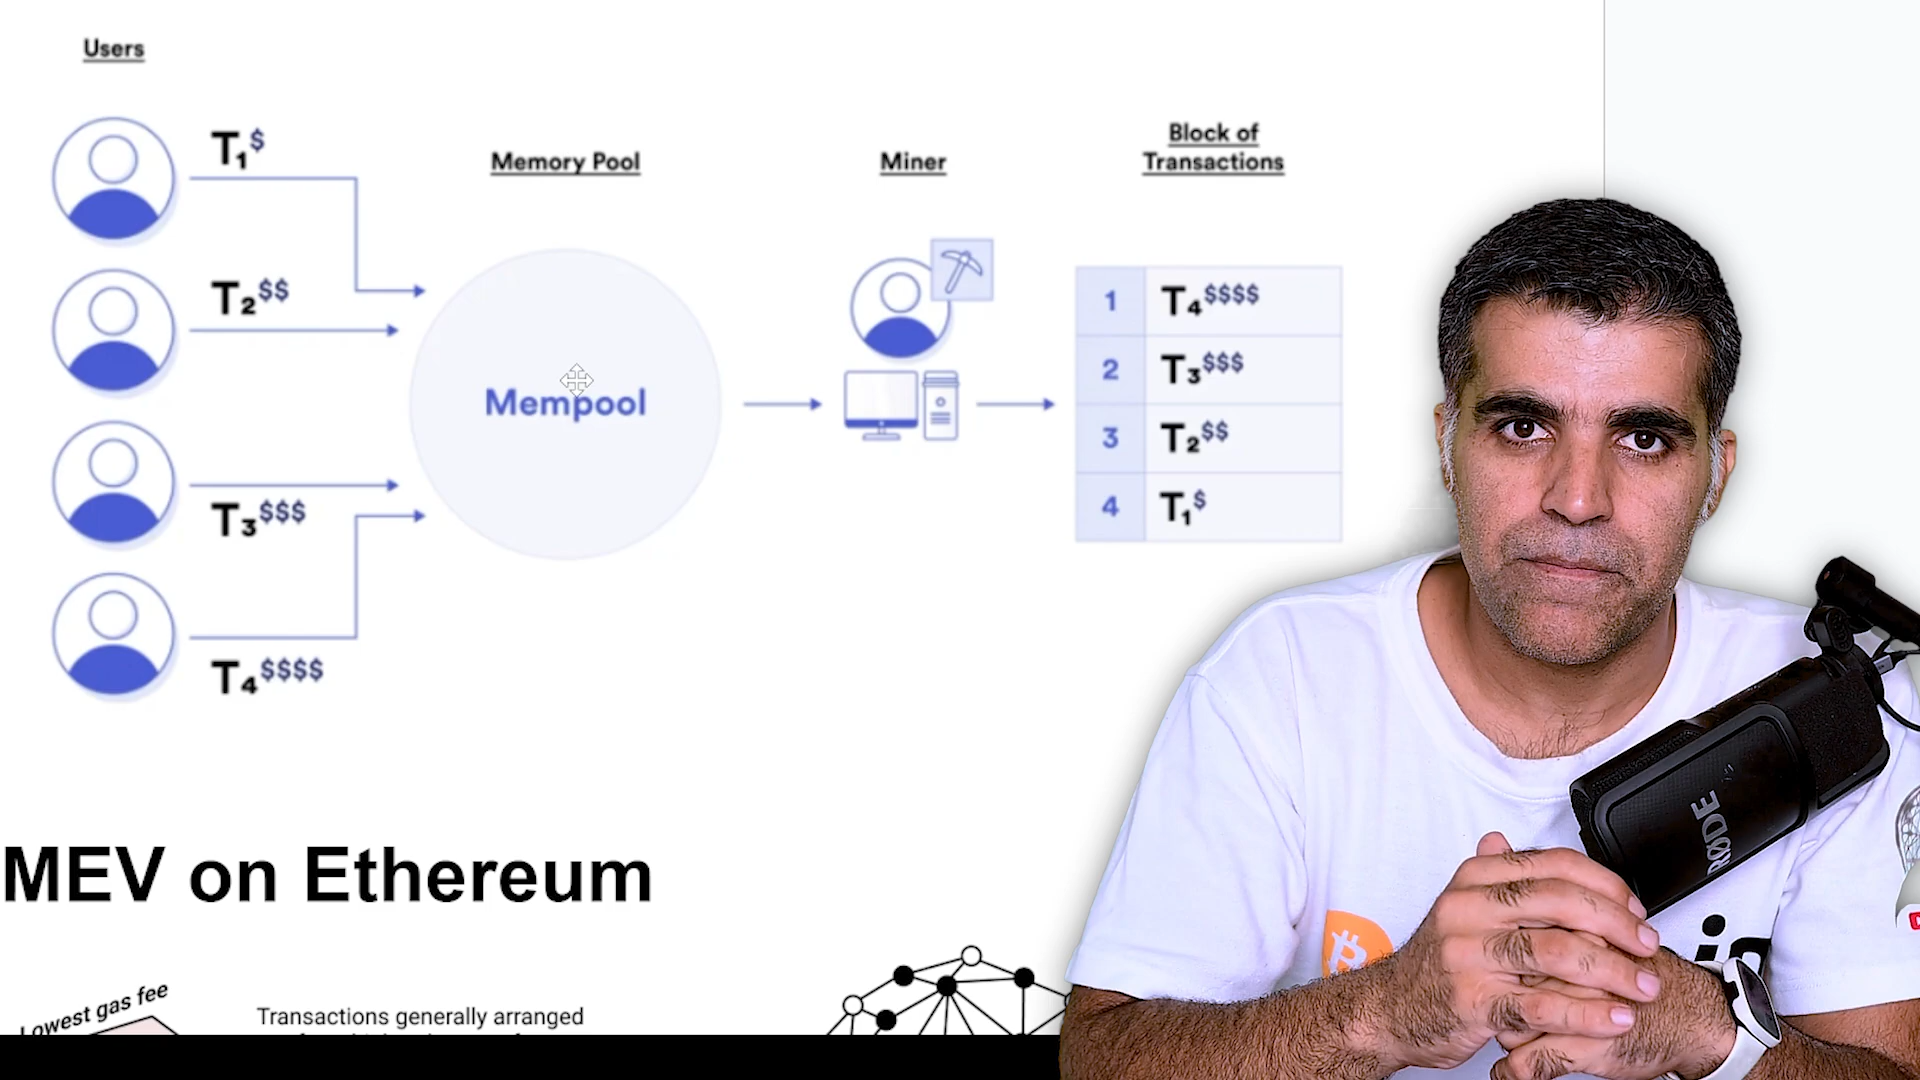 Users
T₁$
T₂$$
T₃$$$
T₄$$$$
Memory Pool
Mempool
Miner
Block of
Transactions
1 T₄$$$$
2 T₃$$$
3 T₂$$
4 T₁$
MEV on Ethereum
Lowest gas fee
Transactions generally arranged
RØDE